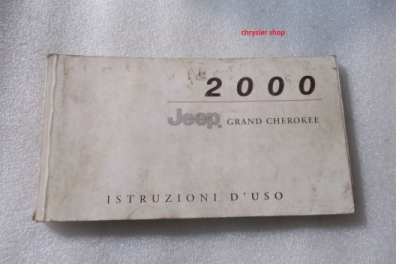 chrysler shop
2000
Jeep GRAND CHEROKEE
ISTRUZIONI D'USO